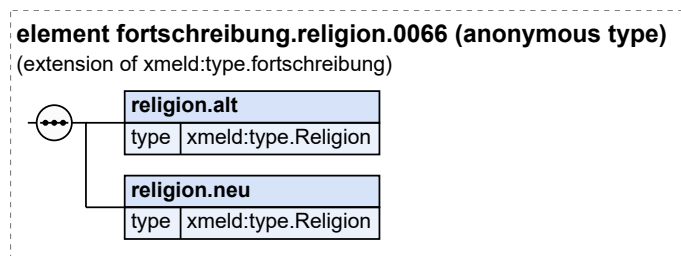 element fortschreibung.religion.0066 (anonymous type)
(extension of xmeld:type.fortschreibung)
religion.alt
type xmeld:type.Religion
religion.neu
type xmeld:type.Religion